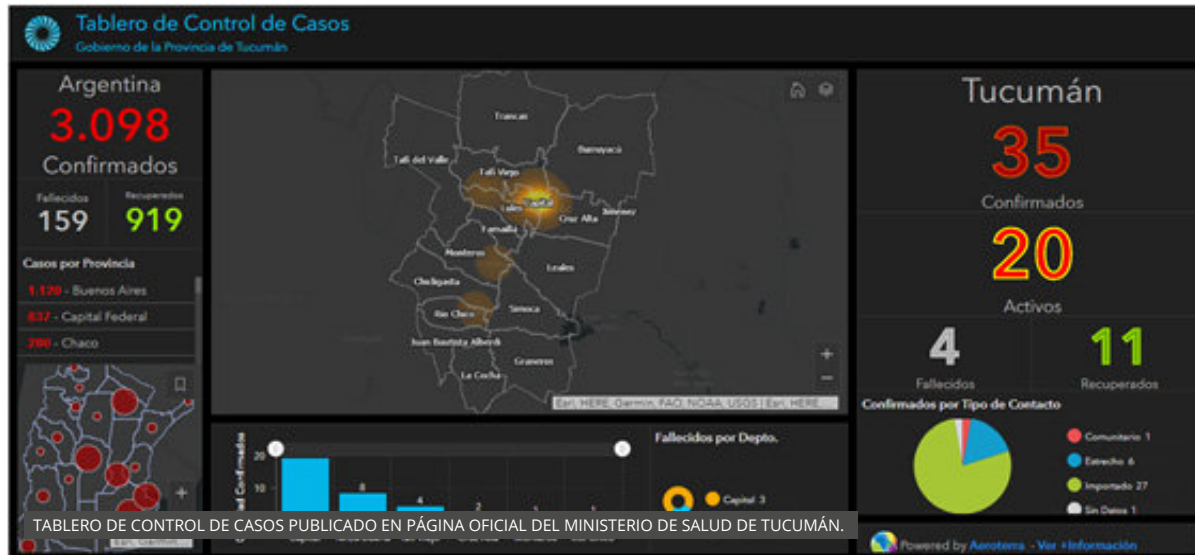 Tablero de Control de Casos
Gobierno de la Provincia de Tucumán
Argentina
3.098
Confirmados
Fallecidos
159
Recuperados
919
Casos por Provincia
1.120 - Buenos Aires
837 - Capital Federal
200 - Chaco
Trancas
Burruyacú
Tafí del Valle
Tafí Viejo
Capital
Lules
Cruz Alta
Jiménez
Famaillá
Monteros
Leales
Chicligasta
Río Chico
Simoca
Juan Bautista Alberdi
Graneros
La Cocha
Esri, HERE, Garmin, FAO, NOAA, USGS | Esri, HERE,
Confirmados
20
10
8
4
2
Fallecidos por Depto.
Capital 3
Tucumán
35
Confirmados
20
Activos
4
Fallecidos
11
Recuperados
Confirmados por Tipo de Contacto
Comunitario 1
Estrecho 6
Importado 27
Sin Datos 1
Powered by Aeroterra - Ver +Información
TABLERO DE CONTROL DE CASOS PUBLICADO EN PÁGINA OFICIAL DEL MINISTERIO DE SALUD DE TUCUMÁN.